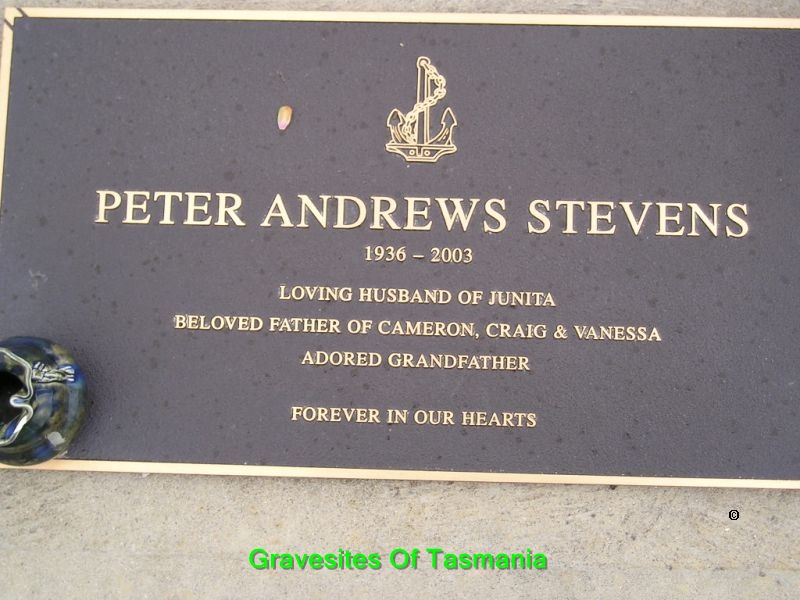 PETER ANDREWS STEVENS
1936 – 2003
LOVING HUSBAND OF JUNITA
BELOVED FATHER OF CAMERON, CRAIG & VANESSA
ADORED GRANDFATHER
FOREVER IN OUR HEARTS
©
Gravesites Of Tasmania